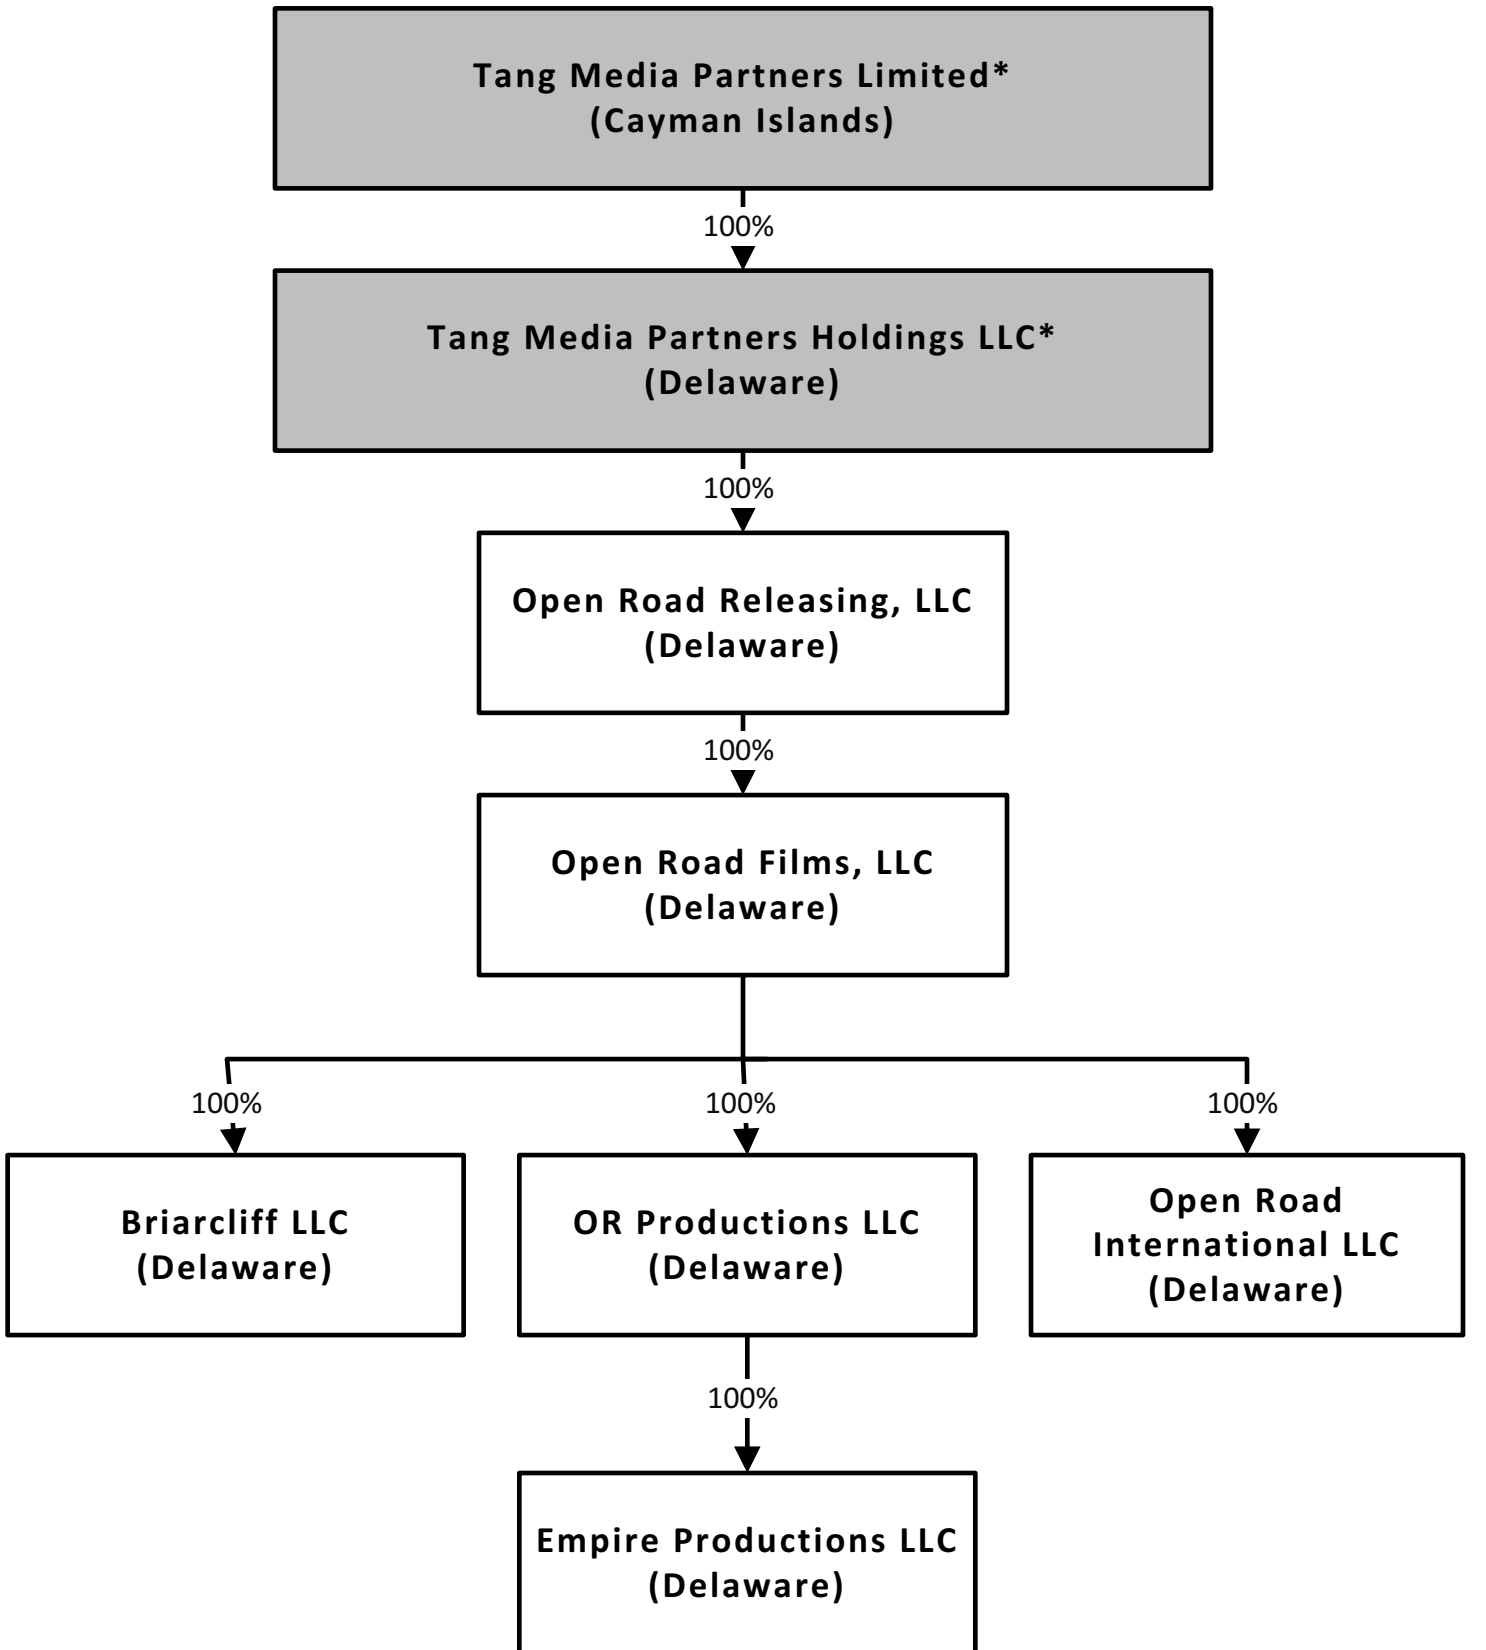 Tang Media Partners Limited*
(Cayman Islands)
100%
Tang Media Partners Holdings LLC*
(Delaware)
100%
Open Road Releasing, LLC
(Delaware)
100%
Open Road Films, LLC
(Delaware)
100%
100%
100%
Briarcliff LLC
(Delaware)
OR Productions LLC
(Delaware)
Open Road
International LLC
(Delaware)
100%
Empire Productions LLC
(Delaware)